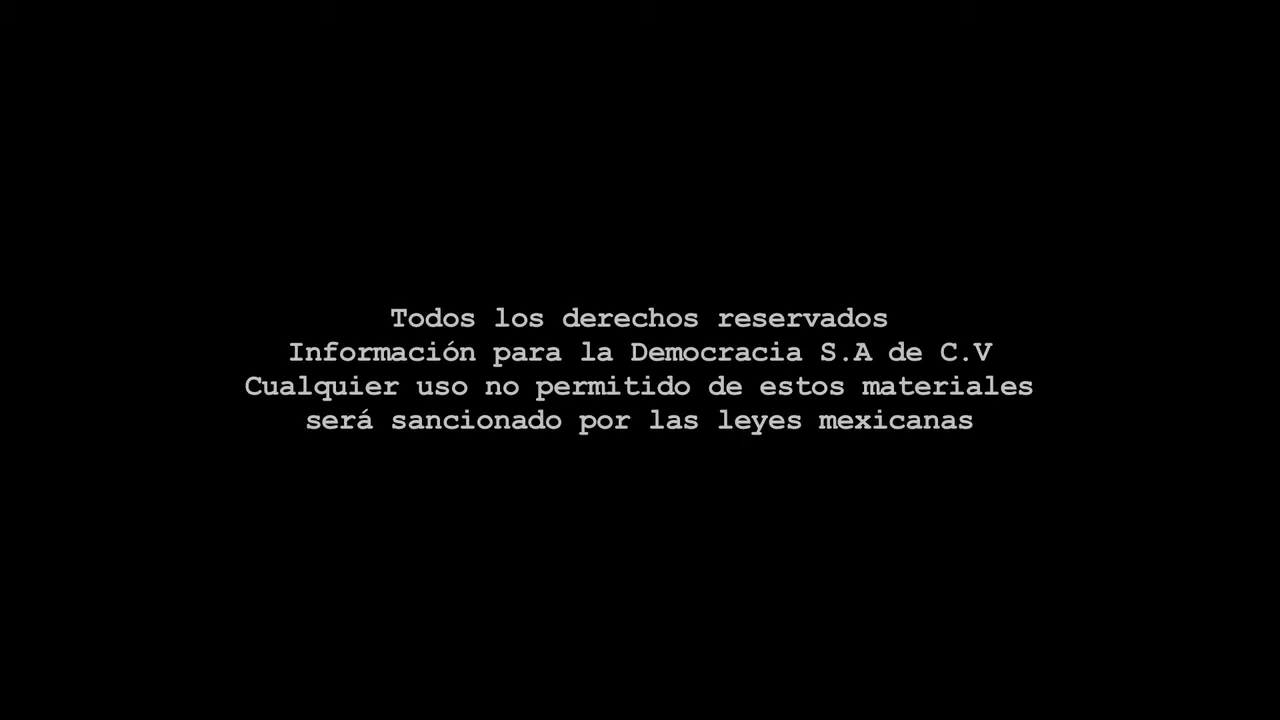 Todos los derechos reservados
Información para la Democracia S.A de C.V
Cualquier uso no permitido de estos materiales
será sancionado por las leyes mexicanas